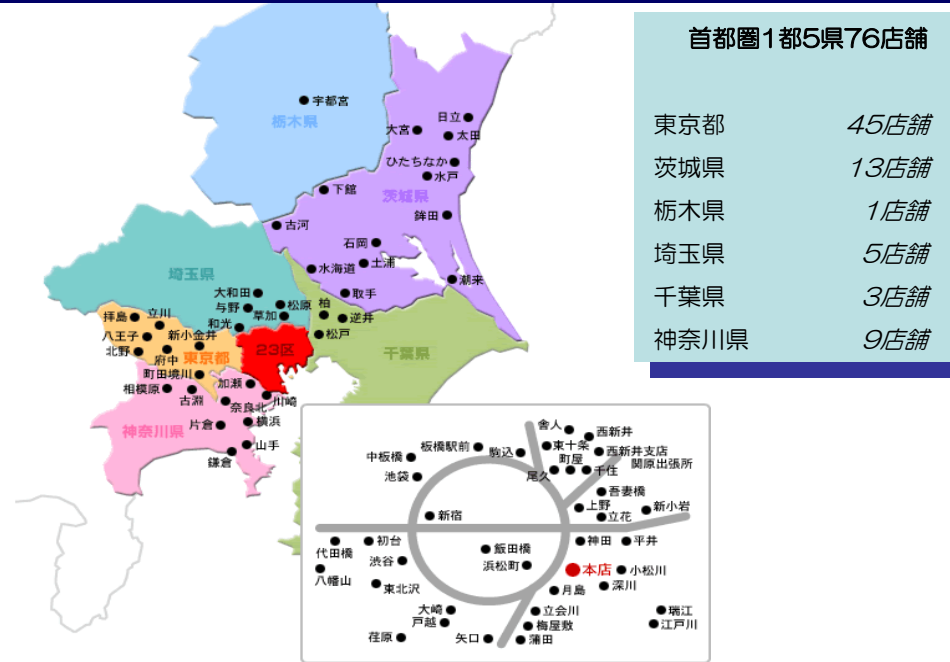 首都圏1都5県76店舗
東京都 45店舗
茨城県 13店舗
栃木県 1店舗
埼玉県 5店舗
千葉県 3店舗
神奈川県 9店舗
宇都宮
栃木県
日立
大宮
太田
ひたちなか
水戸
下館
茨城県
鉾田
古河
石岡
水海道
土浦
潮来
取手
埼玉県
大和田
与野
松原
草加
和光
柏
逆井
松戸
千葉県
拝島
立川
新小金井
八王子
北野
府中
東京都
23区
町田境川
相模原
古淵
加瀬
奈良北
川崎
片倉
横浜
神奈川県
山手
鎌倉
舎人
西新井
東十条
西新井支店
関原出張所
板橋駅前
駒込
町屋
中板橋
池袋
尾久
千住
吾妻橋
上野
立花
新小岩
新宿
代田橋
初台
飯田橋
神田
平井
渋谷
浜松町
本店
小松川
八幡山
東北沢
月島
深川
大崎
立会川
瑞江
戸越
梅屋敷
江戸川
荏原
矢口
蒲田